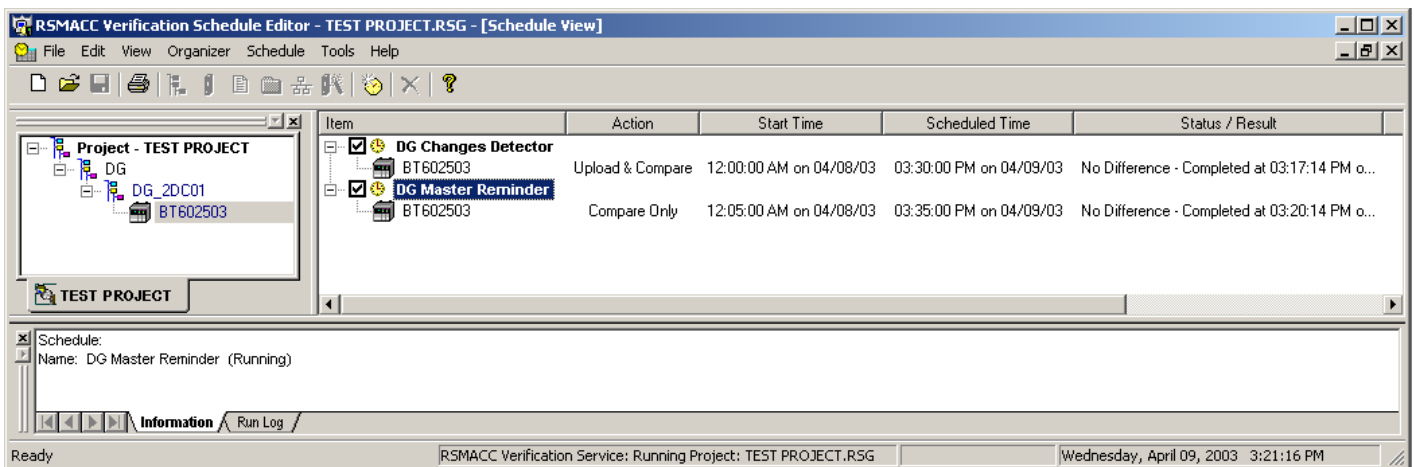 RSMACC Verification Schedule Editor - TEST PROJECT.RSG - [Schedule View]
File Edit View Organizer Schedule Tools Help
Project - TEST PROJECT
DG
DG_2DC01
BT602503
TEST PROJECT
Item Action Start Time Scheduled Time Status / Result
DG Changes Detector
BT602503 Upload & Compare 12:00:00 AM on 04/08/03 03:30:00 PM on 04/09/03 No Difference - Completed at 03:17:14 PM o...
DG Master Reminder
BT602503 Compare Only 12:05:00 AM on 04/08/03 03:35:00 PM on 04/09/03 No Difference - Completed at 03:20:14 PM o...
Schedule:
Name: DG Master Reminder (Running)
Information Run Log
Ready RSMACC Verification Service: Running Project: TEST PROJECT.RSG Wednesday, April 09, 2003 3:21:16 PM